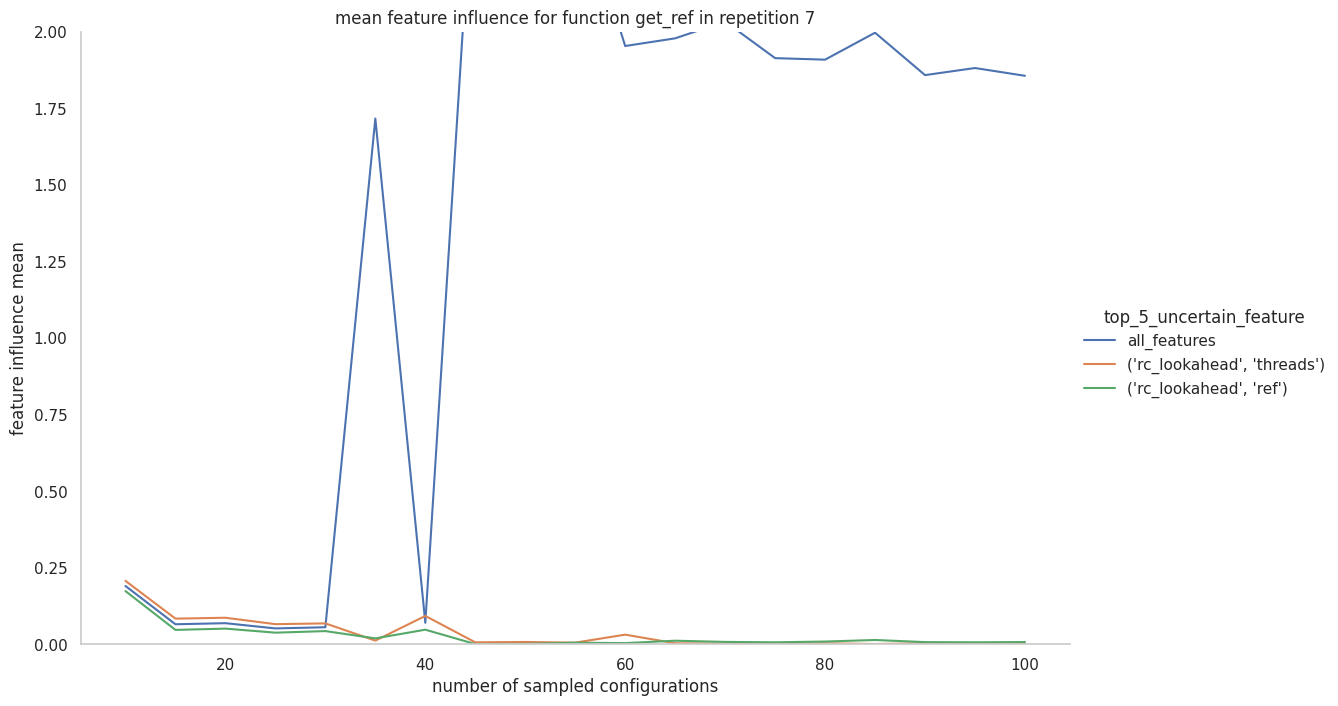 mean feature influence for function get_ref in repetition 7
2.00
1.75
1.50
1.25
1.00
0.75
0.50
0.25
0.00
feature influence mean
20
40
60
80
100
number of sampled configurations
top_5_uncertain_feature
all_features
('rc_lookahead', 'threads')
('rc_lookahead', 'ref')